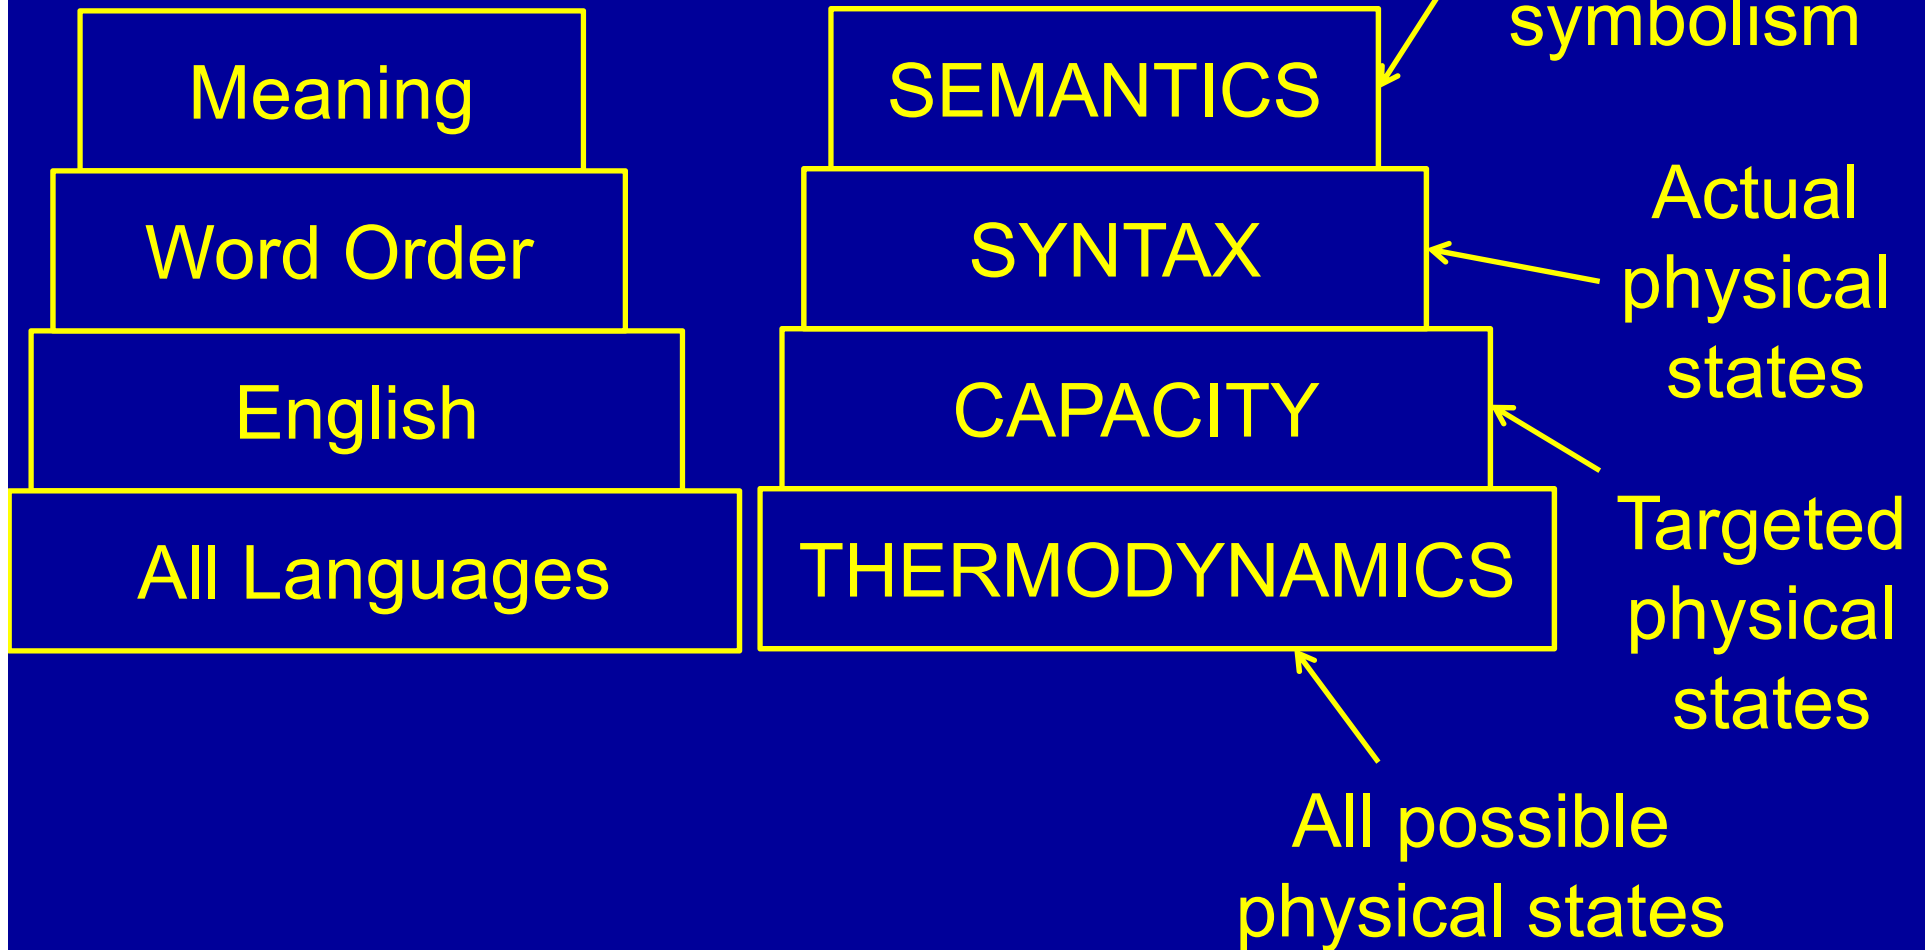 symbolism
Meaning
SEMANTICS
Word Order
SYNTAX
Actual
physical
states
English
CAPACITY
All Languages
THERMODYNAMICS
Targeted
physical
states
All possible
physical states